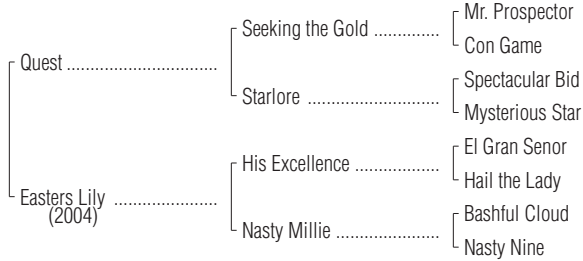 Mr. Prospector
Seeking the Gold ..............
Con Game
Quest ................................
Spectacular Bid
Starlore ............................
Mysterious Star
El Gran Senor
His Excellence ..................
Hail the Lady
Easters Lily ......................
(2004)
Bashful Cloud
Nasty Millie ......................
Nasty Nine